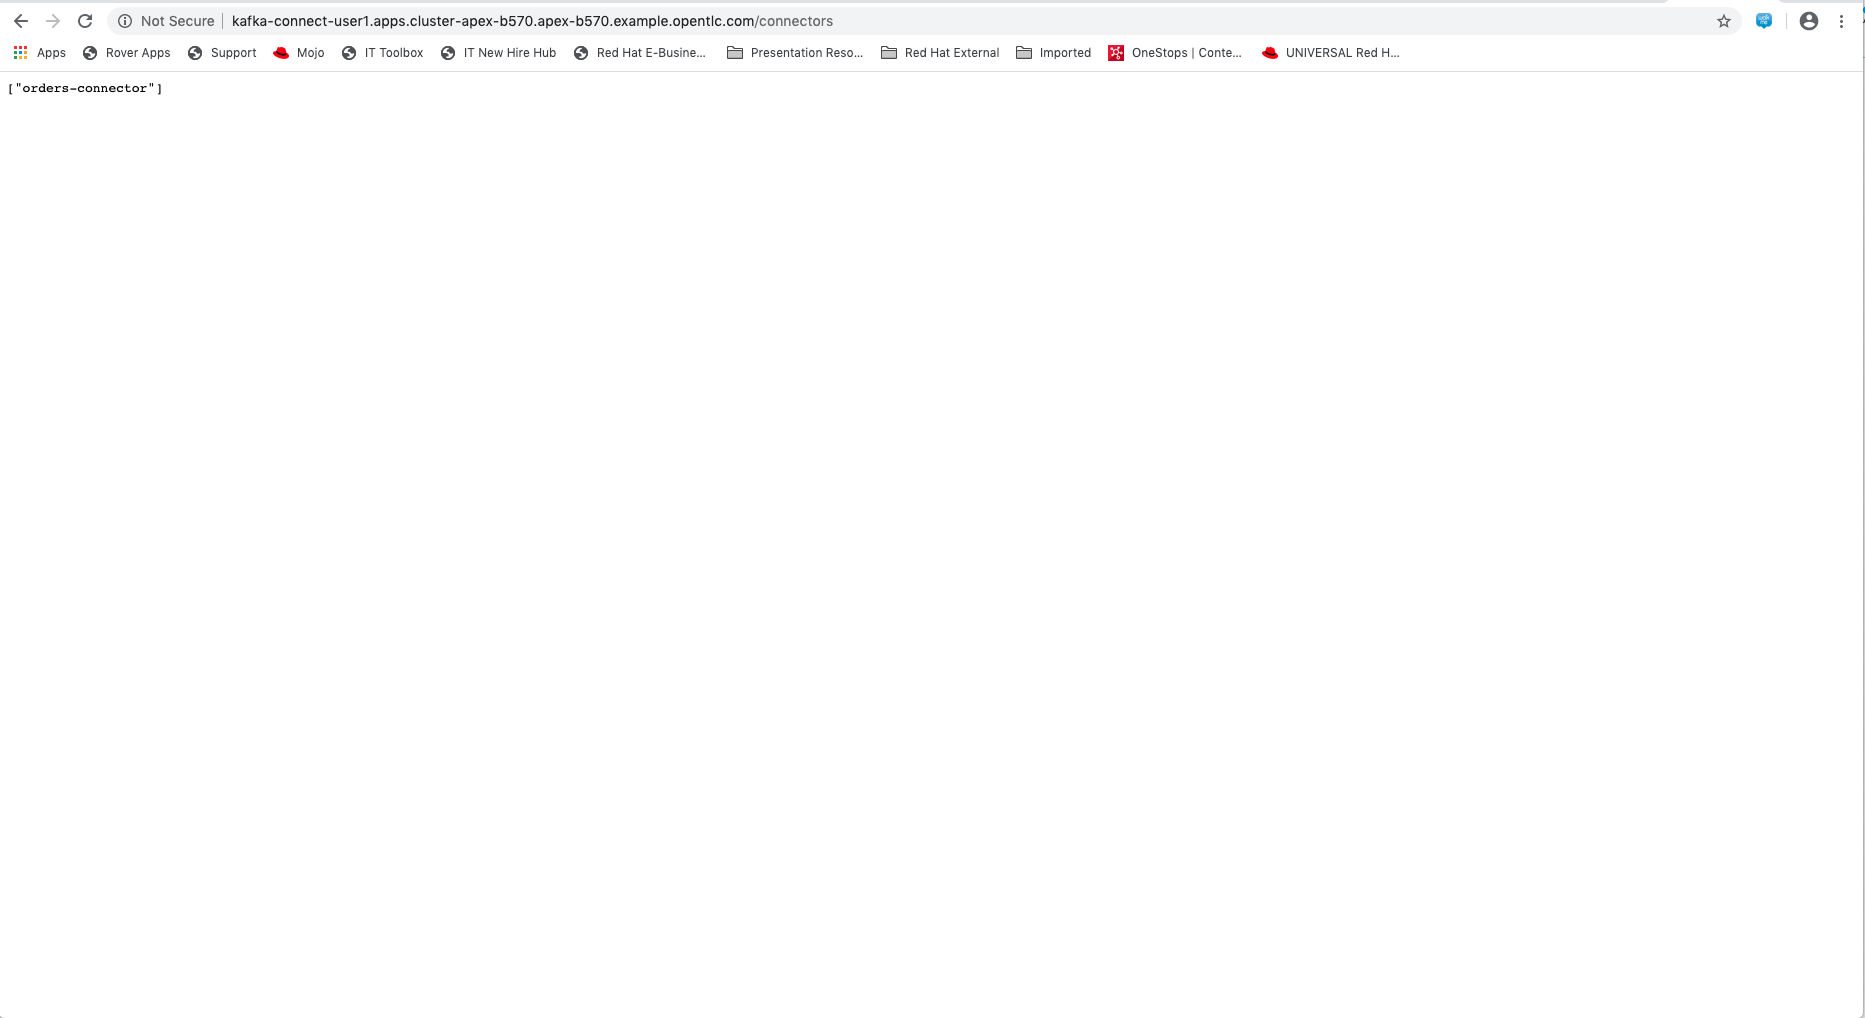 Not Secure | kafka-connect-user1.apps.cluster-apex-b570.apex-b570.example.opentlc.com/connectors
Apps Rover Apps Support Mojo IT Toolbox IT New Hire Hub Red Hat E-Busine... Presentation Reso... Red Hat External Imported OneStops | Conte... UNIVERSAL Red H...
["orders-connector"]